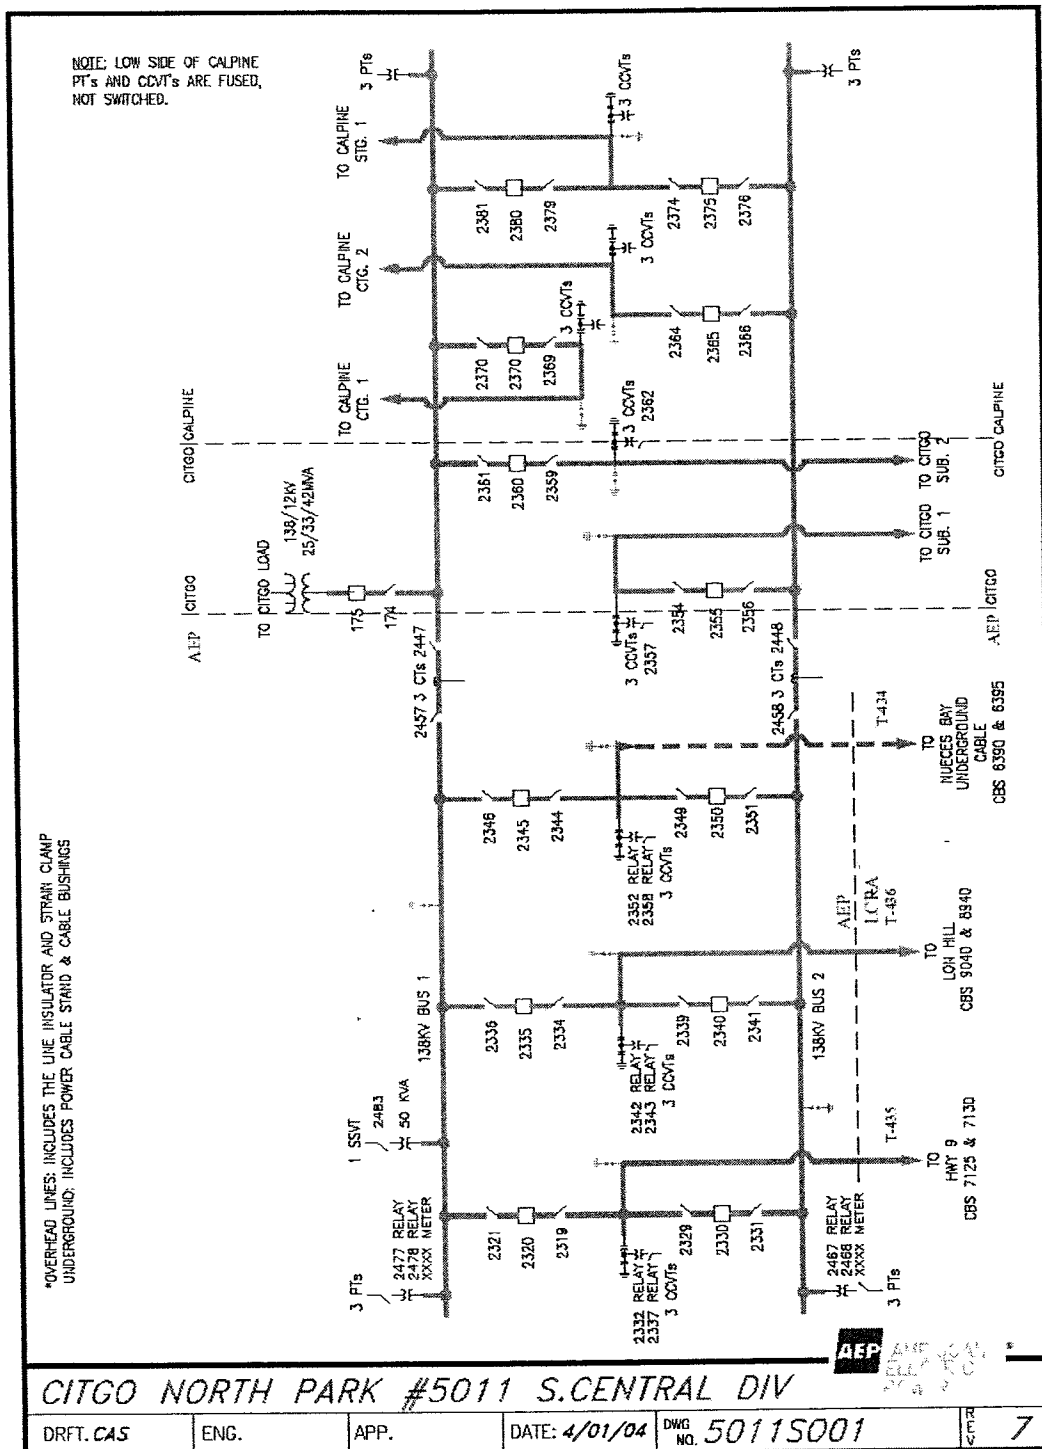 NOTE: LOW SIDE OF CALPINE
PT's AND CCVT's ARE FUSED,
NOT SWITCHED.
3 PTs
3 PTs
TO CALPINE
STG. 1
3 CCVTs
2381
2380
2379
2374
2375
2376
TO CALPINE
CTG. 2
3 CCVTs
2364
2365
2366
TO CALPINE
CTG. 1
3 CCVTs
2370
2370
2369
CITGO CALPINE
3 CCVTs
2362
2361
2360
2359
TO CITGO
SUB. 2
CITGO CALPINE
TO CITGO
SUB. 1
138/12KV
25/33/42MVA
TO CITGO LOAD
175
174
2354
2355
2356
3 CCVTs
2357
AEP CITGO
AEP CITGO
2457 3 CTs 2447
2458 3 CTs 2448
2346
2345
2344
2349
2350
2351
2352 RELAY
2358 RELAY
3 CCVTs
T-434
TO
NUECES BAY
UNDERGROUND
CABLE
CBS 6390 & 6395
AEP
LCRA
T-436
TO
LON HILL
CBS 9040 & 8940
138KV BUS 1
138KV BUS 2
2336
2335
2334
2339
2340
2341
2342 RELAY
2343 RELAY
3 CCVTs
1 SSVT
2483
50 KVA
T-435
TO
HWY 9
CBS 7125 & 7130
2321
2320
2319
2329
2330
2331
2332 RELAY
2337 RELAY
3 CCVTs
2477 RELAY
2478 RELAY
XXXX METER
3 PTs
2467 RELAY
2468 RELAY
XXXX METER
3 PTs
*OVERHEAD LINES: INCLUDES THE LINE INSULATOR AND STRAIN CLAMP
UNDERGROUND: INCLUDES POWER CABLE STAND & CABLE BUSHINGS
AEP
CITGO NORTH PARK #5011 S.CENTRAL DIV
DRFT. CAS
ENG.
APP.
DATE: 4/01/04
DWG NO. 5011S001
REV 7